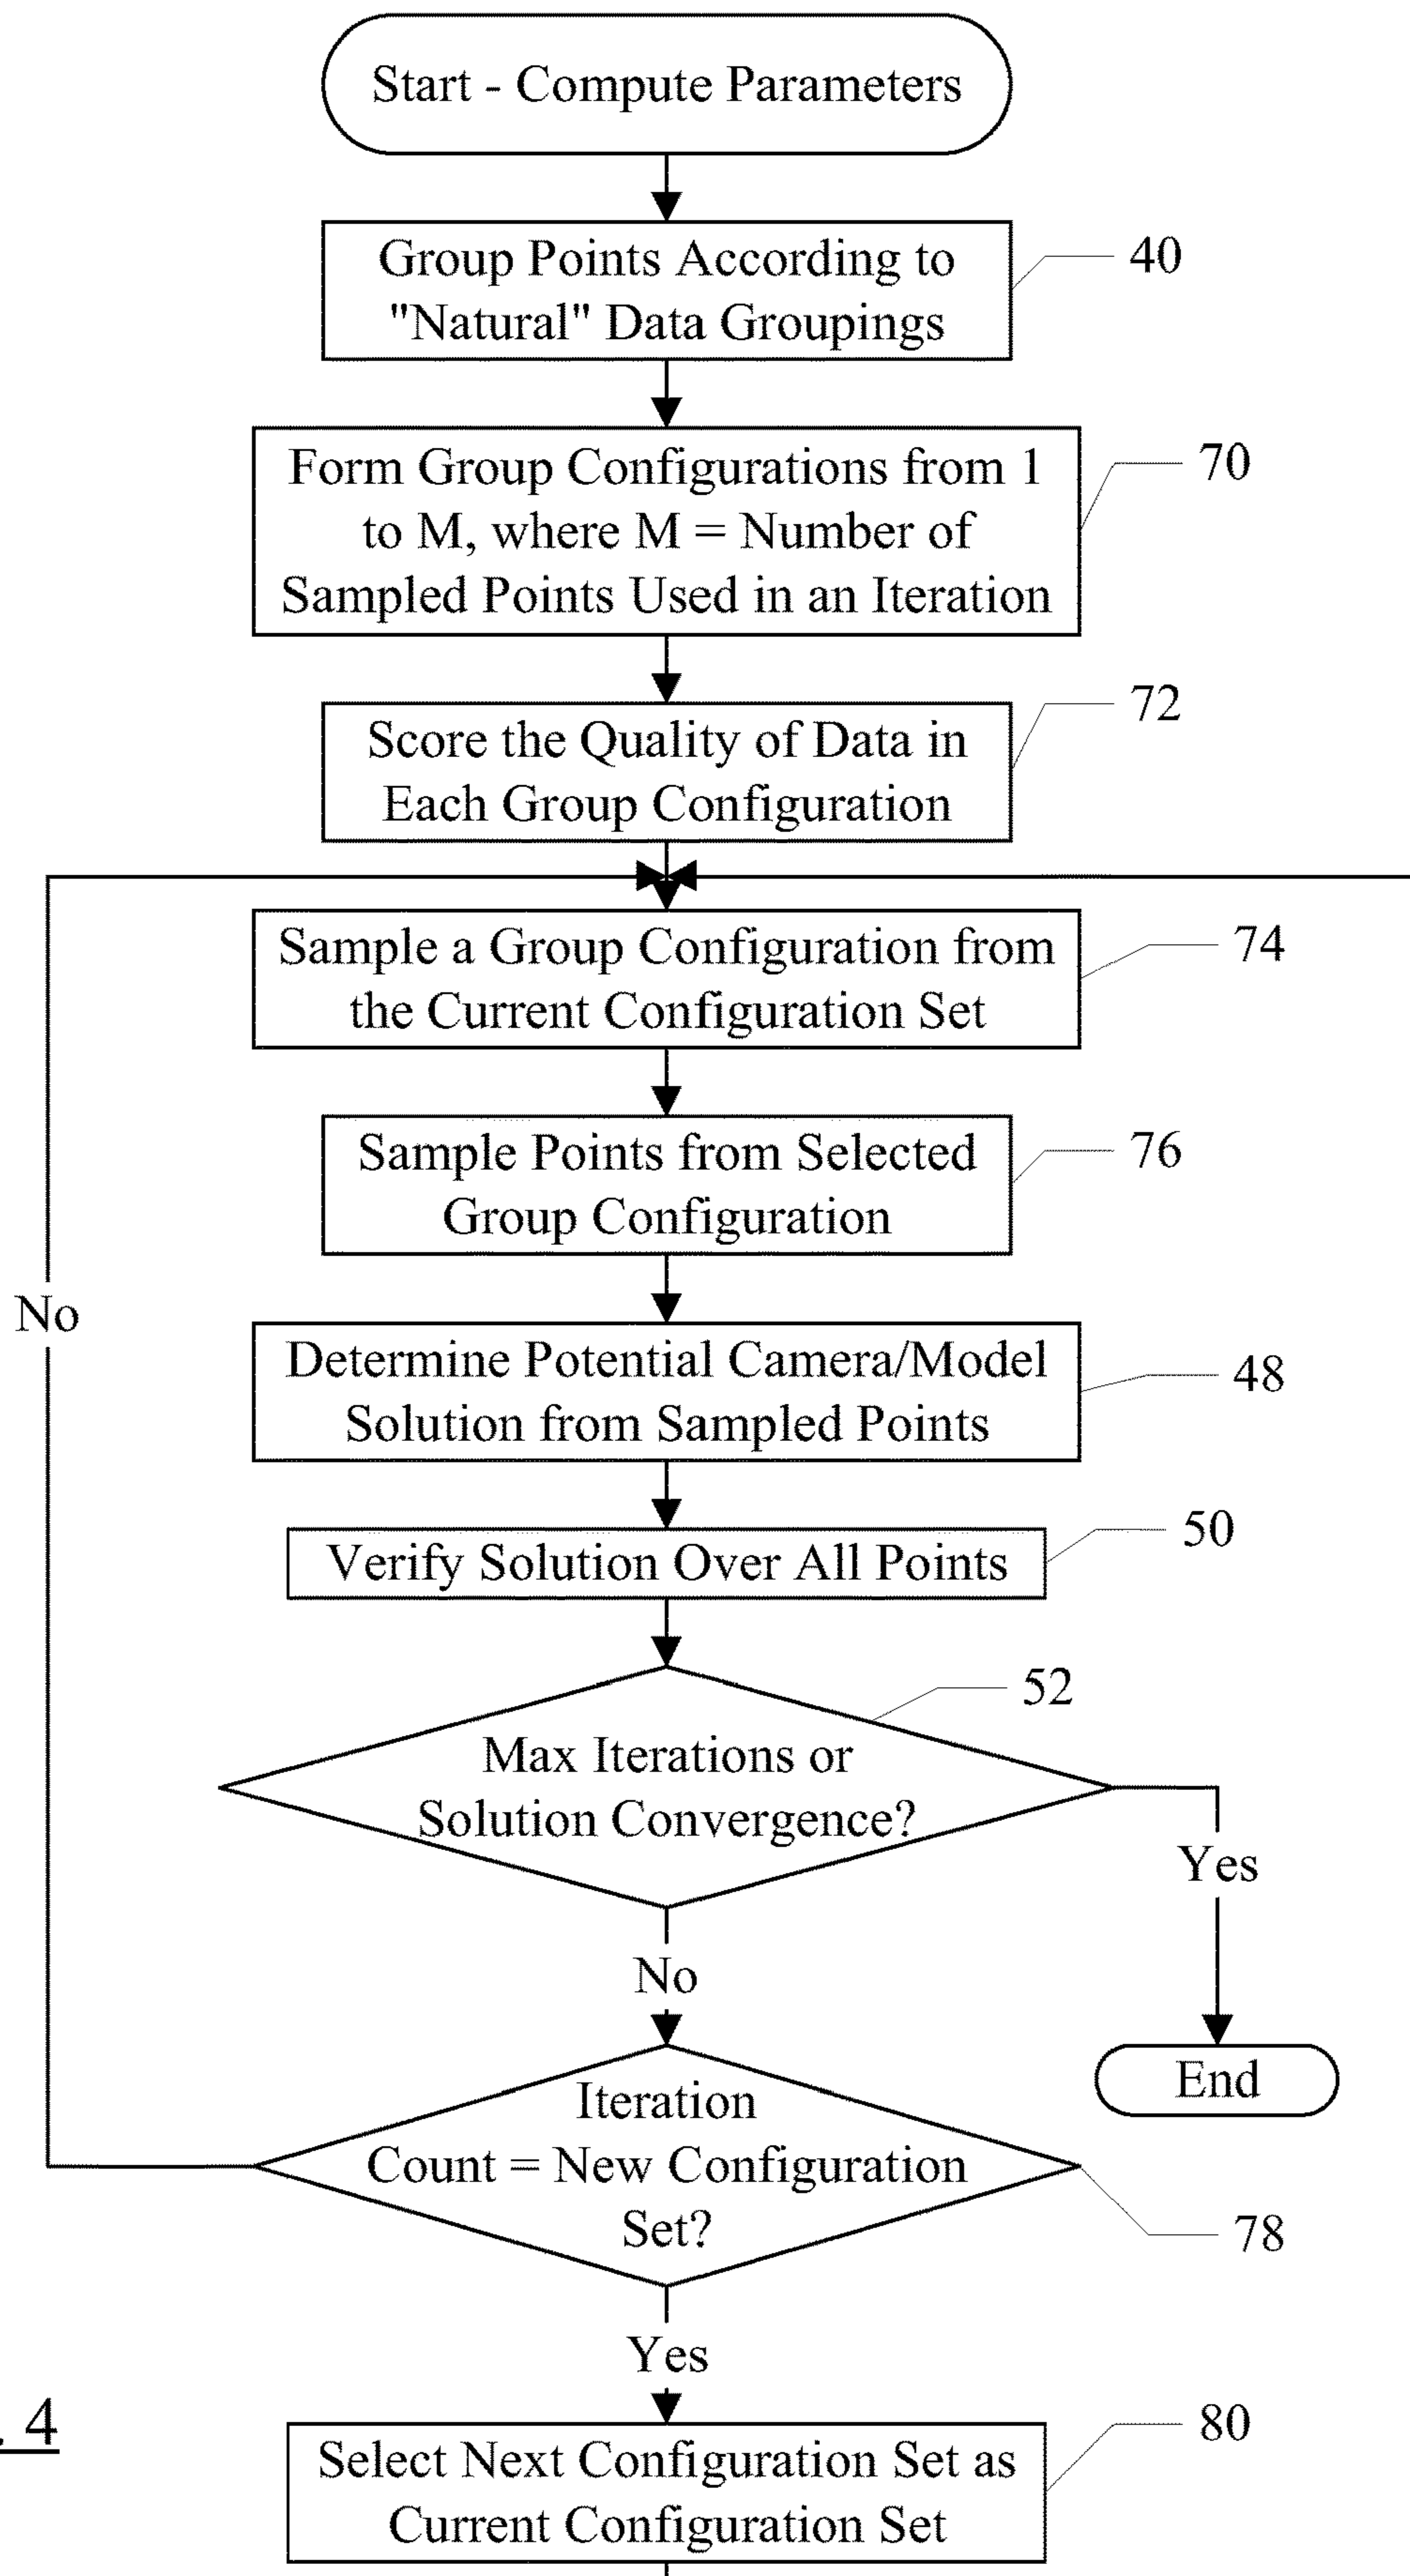 Start - Compute Parameters
Group Points According to
"Natural" Data Groupings
40
Form Group Configurations from 1
to M, where M = Number of
Sampled Points Used in an Iteration
70
Score the Quality of Data in
Each Group Configuration
72
Sample a Group Configuration from
the Current Configuration Set
74
Sample Points from Selected
Group Configuration
76
No
Determine Potential Camera/Model
Solution from Sampled Points
48
Verify Solution Over All Points
50
Max Iterations or
Solution Convergence?
52
Yes
No
End
Iteration
Count = New Configuration
Set?
78
Yes
. 4
Select Next Configuration Set as
Current Configuration Set
80